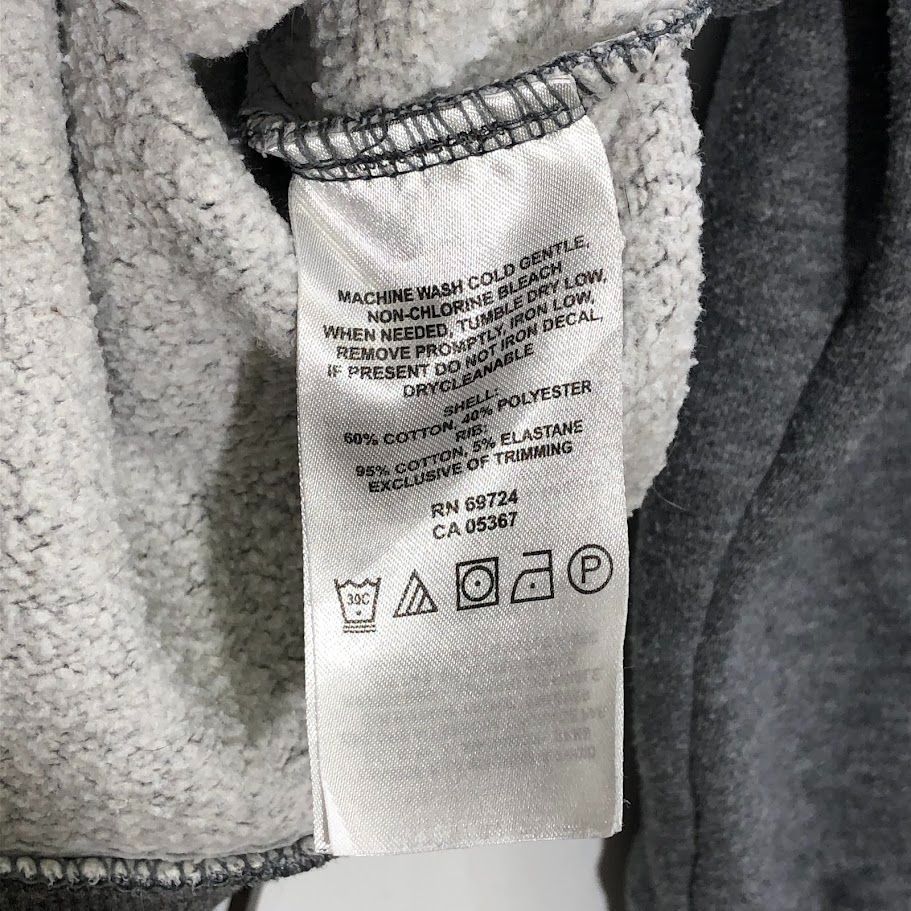 MACHINE WASH COLD GENTLE,
NON-CHLORINE BLEACH
WHEN NEEDED, TUMBLE DRY LOW,
REMOVE PROMPTLY, IRON LOW,
IF PRESENT DO NOT IRON DECAL,
DRYCLEANABLE
SHELL:
60% COTTON, 40% POLYESTER
RIB:
95% COTTON, 5% ELASTANE
EXCLUSIVE OF TRIMMING
RN 69724
CA 05367
30C
P